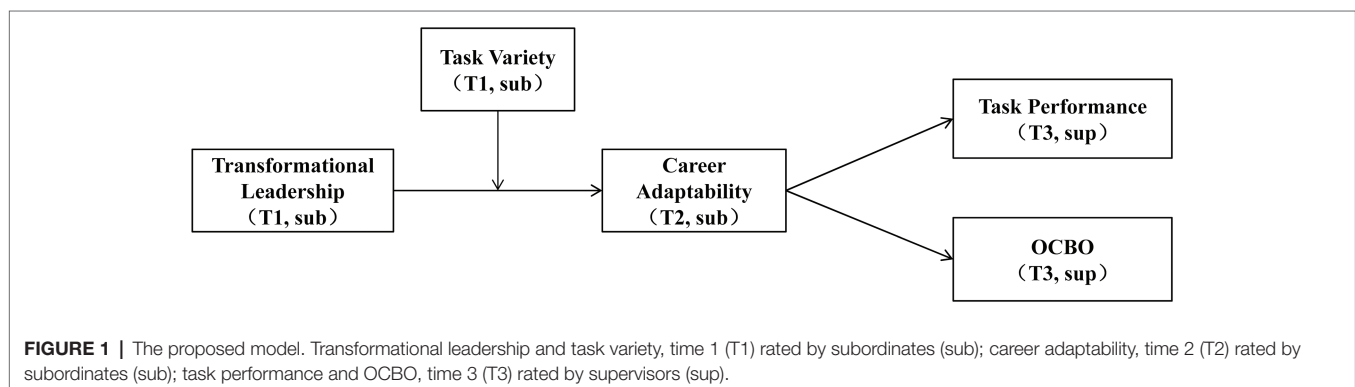 Task Variety
（T1, sub）
Transformational
Leadership
（T1, sub）
Career
Adaptability
（T2, sub）
Task Performance
（T3, sup）
OCBO
（T3, sup）
FIGURE 1 | The proposed model. Transformational leadership and task variety, time 1 (T1) rated by subordinates (sub); career adaptability, time 2 (T2) rated by
subordinates (sub); task performance and OCBO, time 3 (T3) rated by supervisors (sup).